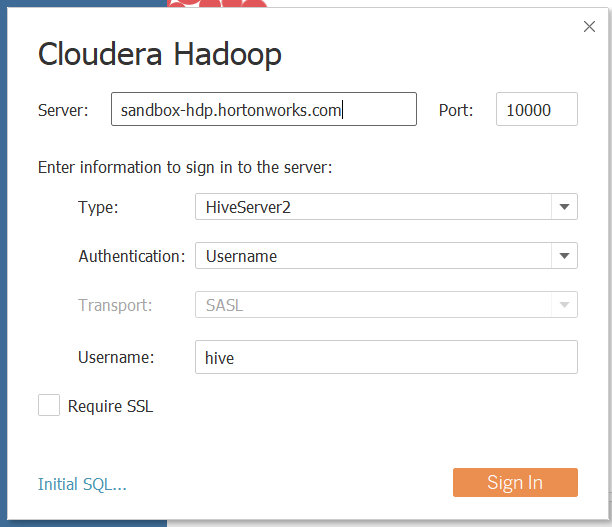 Cloudera Hadoop
Server: sandbox-hdp.hortonworks.com Port: 10000
Enter information to sign in to the server:
Type: HiveServer2
Authentication: Username
Transport: SASL
Username: hive
Require SSL
Initial SQL... Sign In